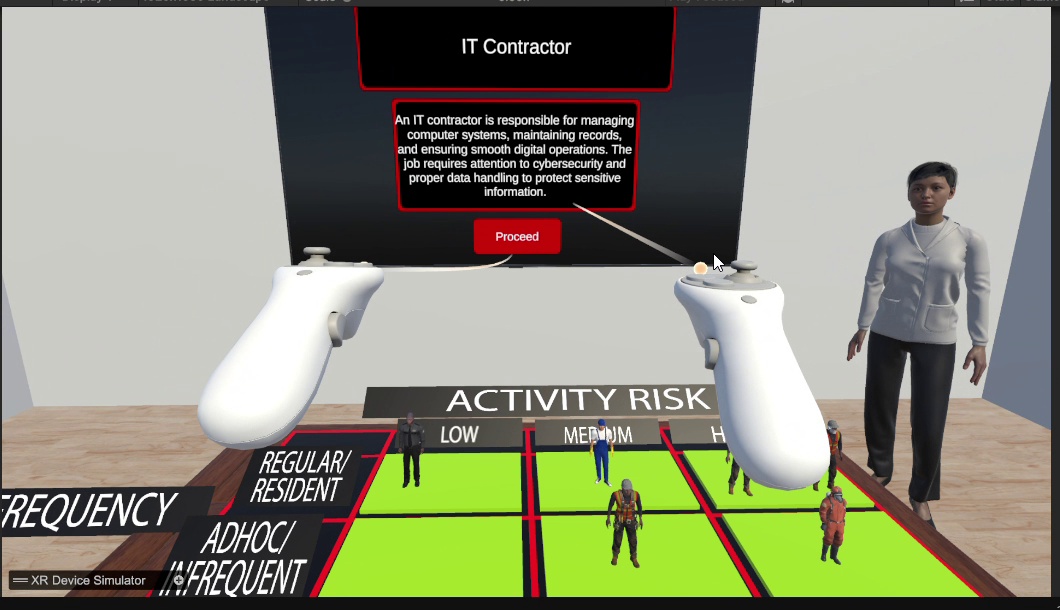 IT Contractor
An IT contractor is responsible for managing
computer systems, maintaining records,
and ensuring smooth digital operations. The
job requires attention to cybersecurity and
proper data handling to protect sensitive
information.
Proceed
ACTIVITY RISK
LOW
MEDIUM
REGULAR/
RESIDENT
ADHOC/
INFREQUENT
XR Device Simulator